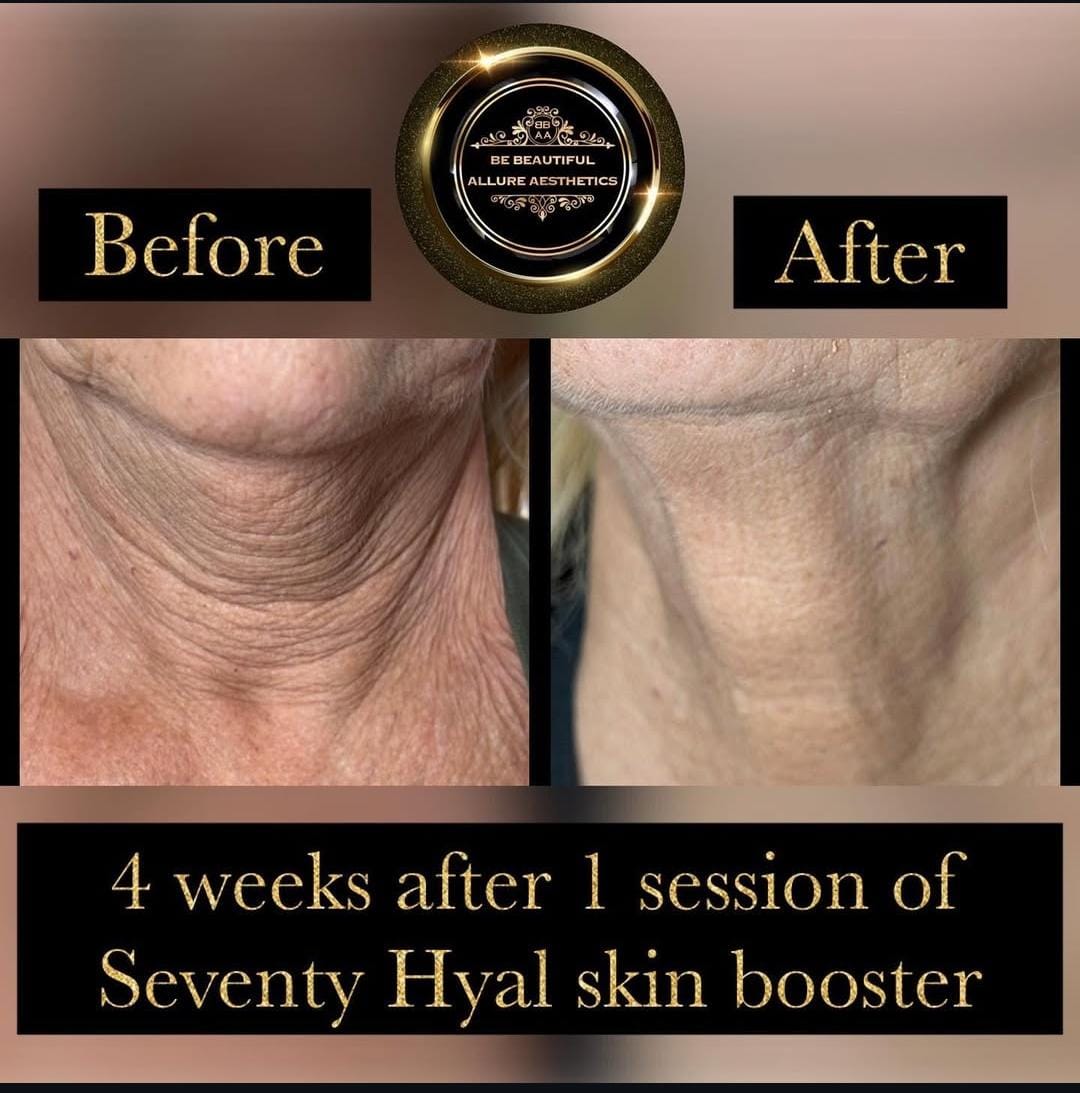 BB
AA
BE BEAUTIFUL
ALLURE AESTHETICS
Before
After
4 weeks after 1 session of
Seventy Hyal skin booster